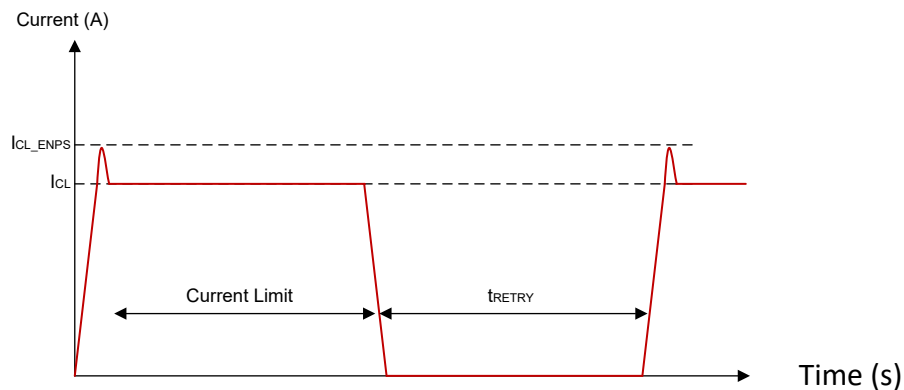 Current (A)
ICL_ENPS
ICL
Current Limit
tRETRY
Time (s)